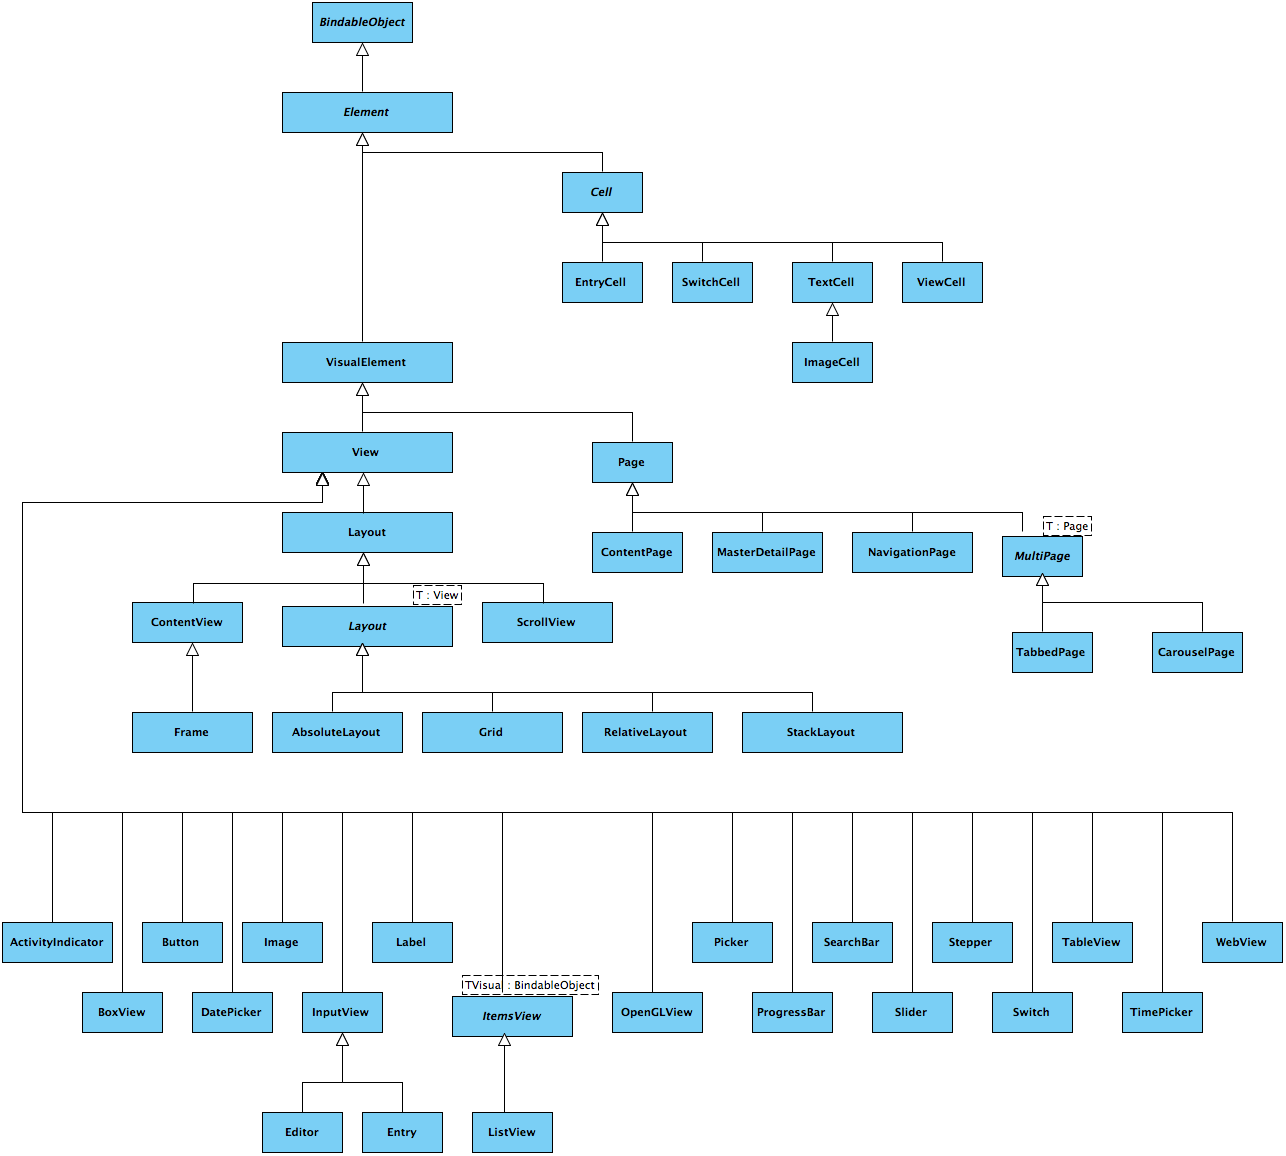 BindableObject
Element
Cell
EntryCell
SwitchCell
TextCell
ViewCell
VisualElement
ImageCell
View
Page
Layout
T : Page
ContentPage
MasterDetailPage
NavigationPage
MultiPage
T : View
ContentView
Layout
ScrollView
TabbedPage
CarouselPage
Frame
AbsoluteLayout
Grid
RelativeLayout
StackLayout
ActivityIndicator
Button
Image
Label
Picker
SearchBar
Stepper
TableView
WebView
TVisual : BindableObject
BoxView
DatePicker
InputView
ItemsView
OpenGLView
ProgressBar
Slider
Switch
TimePicker
Editor
Entry
ListView